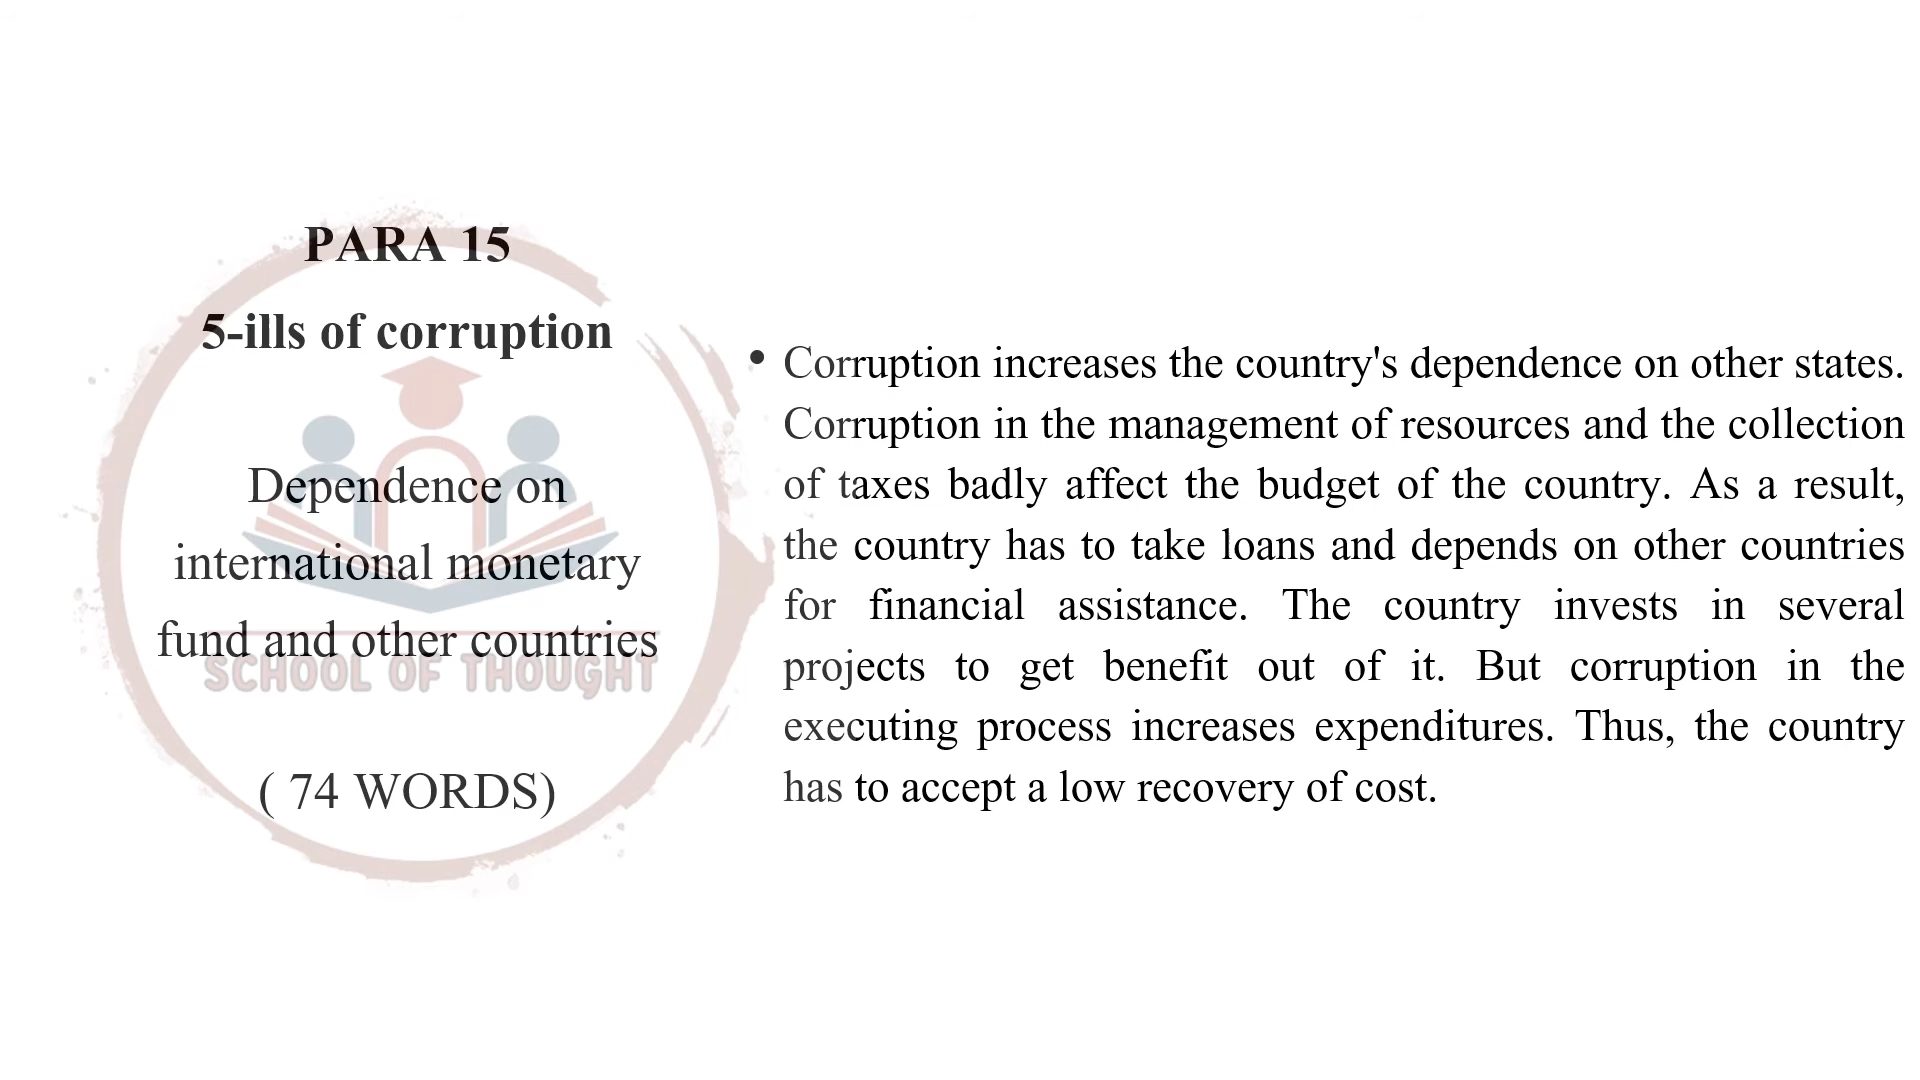 PARA 15
5-ills of corruption
Dependence on
international monetary
fund and other countries
SCHOOL OF THOUGHT
( 74 WORDS)
• Corruption increases the country's dependence on other states.
Corruption in the management of resources and the collection
of taxes badly affect the budget of the country. As a result,
the country has to take loans and depends on other countries
for financial assistance. The country invests in several
projects to get benefit out of it. But corruption in the
executing process increases expenditures. Thus, the country
has to accept a low recovery of cost.